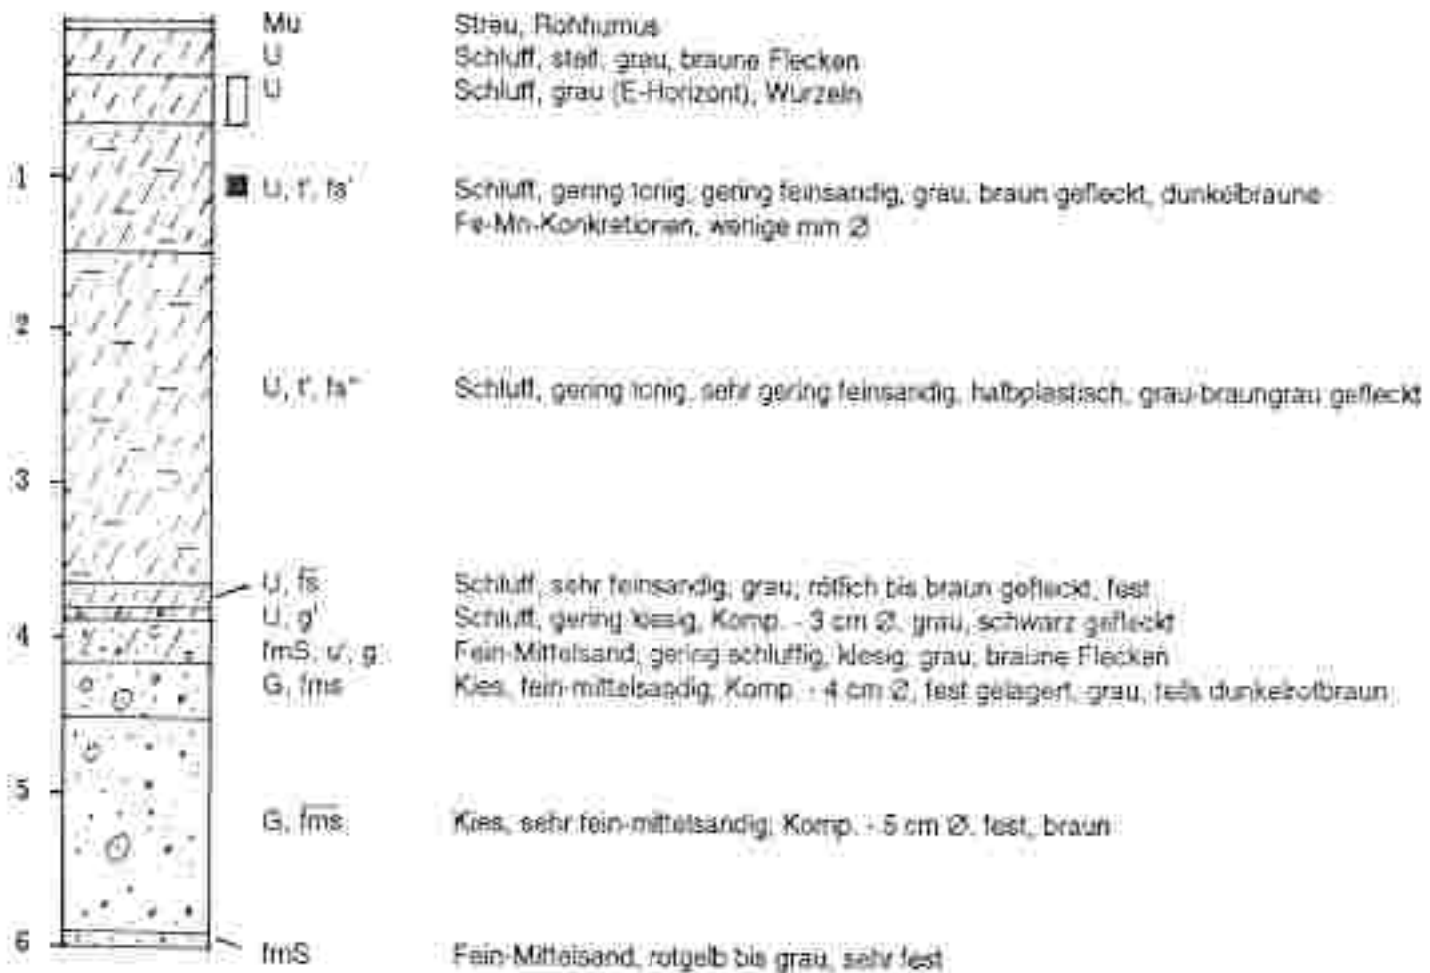 Mu Streu, Rohhumus
U Schluff, steif, grau, braune Flecken
U Schluff, grau (E-Horizont), Wurzeln
1 U, t', fs' Schluff, gering tonig, gering feinsandig, grau, braun gefleckt, dunkelbraune
Fe-Mn-Konkretionen, wenige mm Ø
2
U, t', fs'' Schluff, gering tonig, sehr gering feinsandig, halbplastisch, grau-braungrau gefleckt
3
U, f̅s̅ Schluff, sehr feinsandig, grau, rötlich bis braun gefleckt, fest
U, g' Schluff, gering kiesig, Komp. - 3 cm Ø, grau, schwarz gefleckt
4 fmS, u', g Fein-Mittelsand, gering schluffig, kiesig, grau, braune Flecken
G, fms Kies, fein-mittelsandig, Komp. - 4 cm Ø, fest gelagert, grau, teils dunkelrotbraun
5
G, f̅m̅s̅ Kies, sehr fein-mittelsandig, Komp. - 5 cm Ø, fest, braun
6 fmS Fein-Mittelsand, rotgelb bis grau, sehr fest